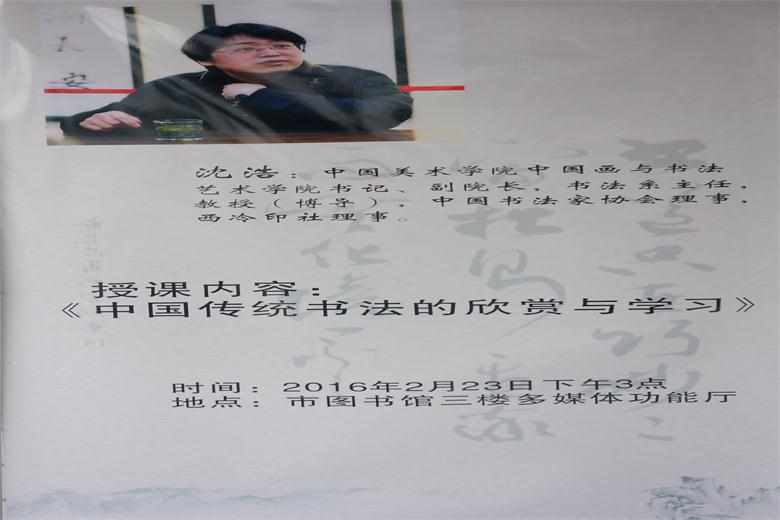 沈浩：中国美术学院中国画与书法
艺术学院书记、副院长，书法系主任，
教授（博导），中国书法家协会理事，
西冷印社理事。
授课内容：
《中国传统书法的欣赏与学习》
时间：2016年2月23日下午3点
地点：市图书馆三楼多媒体功能厅